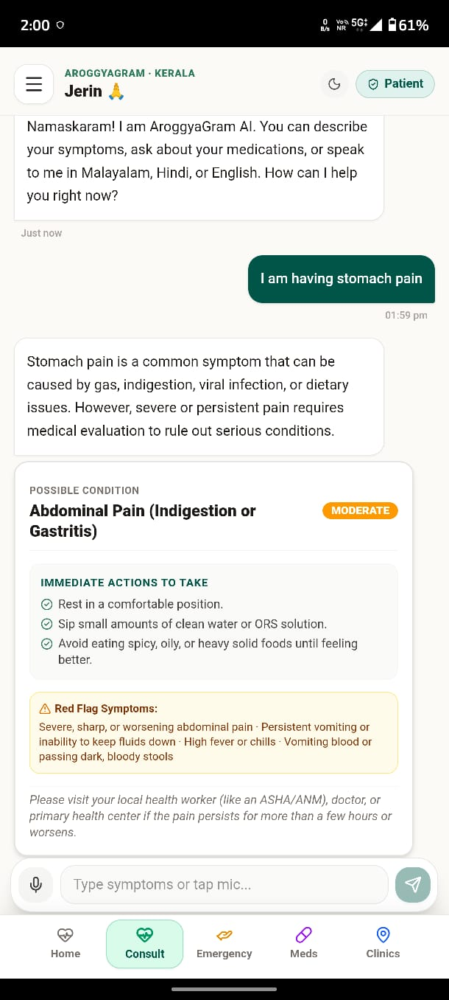 2:00
0
B/s
Vo
NR
5G
61%
AROGGYAGRAM · KERALA
Jerin 🙏
Patient
Namaskaram! I am AroggyaGram AI. You can describe
your symptoms, ask about your medications, or speak
to me in Malayalam, Hindi, or English. How can I help
you right now?
Just now
I am having stomach pain
01:59 pm
Stomach pain is a common symptom that can be
caused by gas, indigestion, viral infection, or dietary
issues. However, severe or persistent pain requires
medical evaluation to rule out serious conditions.
POSSIBLE CONDITION
Abdominal Pain (Indigestion or
Gastritis)
MODERATE
IMMEDIATE ACTIONS TO TAKE
Rest in a comfortable position.
Sip small amounts of clean water or ORS solution.
Avoid eating spicy, oily, or heavy solid foods until feeling
better.
Red Flag Symptoms:
Severe, sharp, or worsening abdominal pain · Persistent vomiting or
inability to keep fluids down · High fever or chills · Vomiting blood or
passing dark, bloody stools
Please visit your local health worker (like an ASHA/ANM), doctor, or
primary health center if the pain persists for more than a few hours or
worsens.
Type symptoms or tap mic...
Home
Consult
Emergency
Meds
Clinics